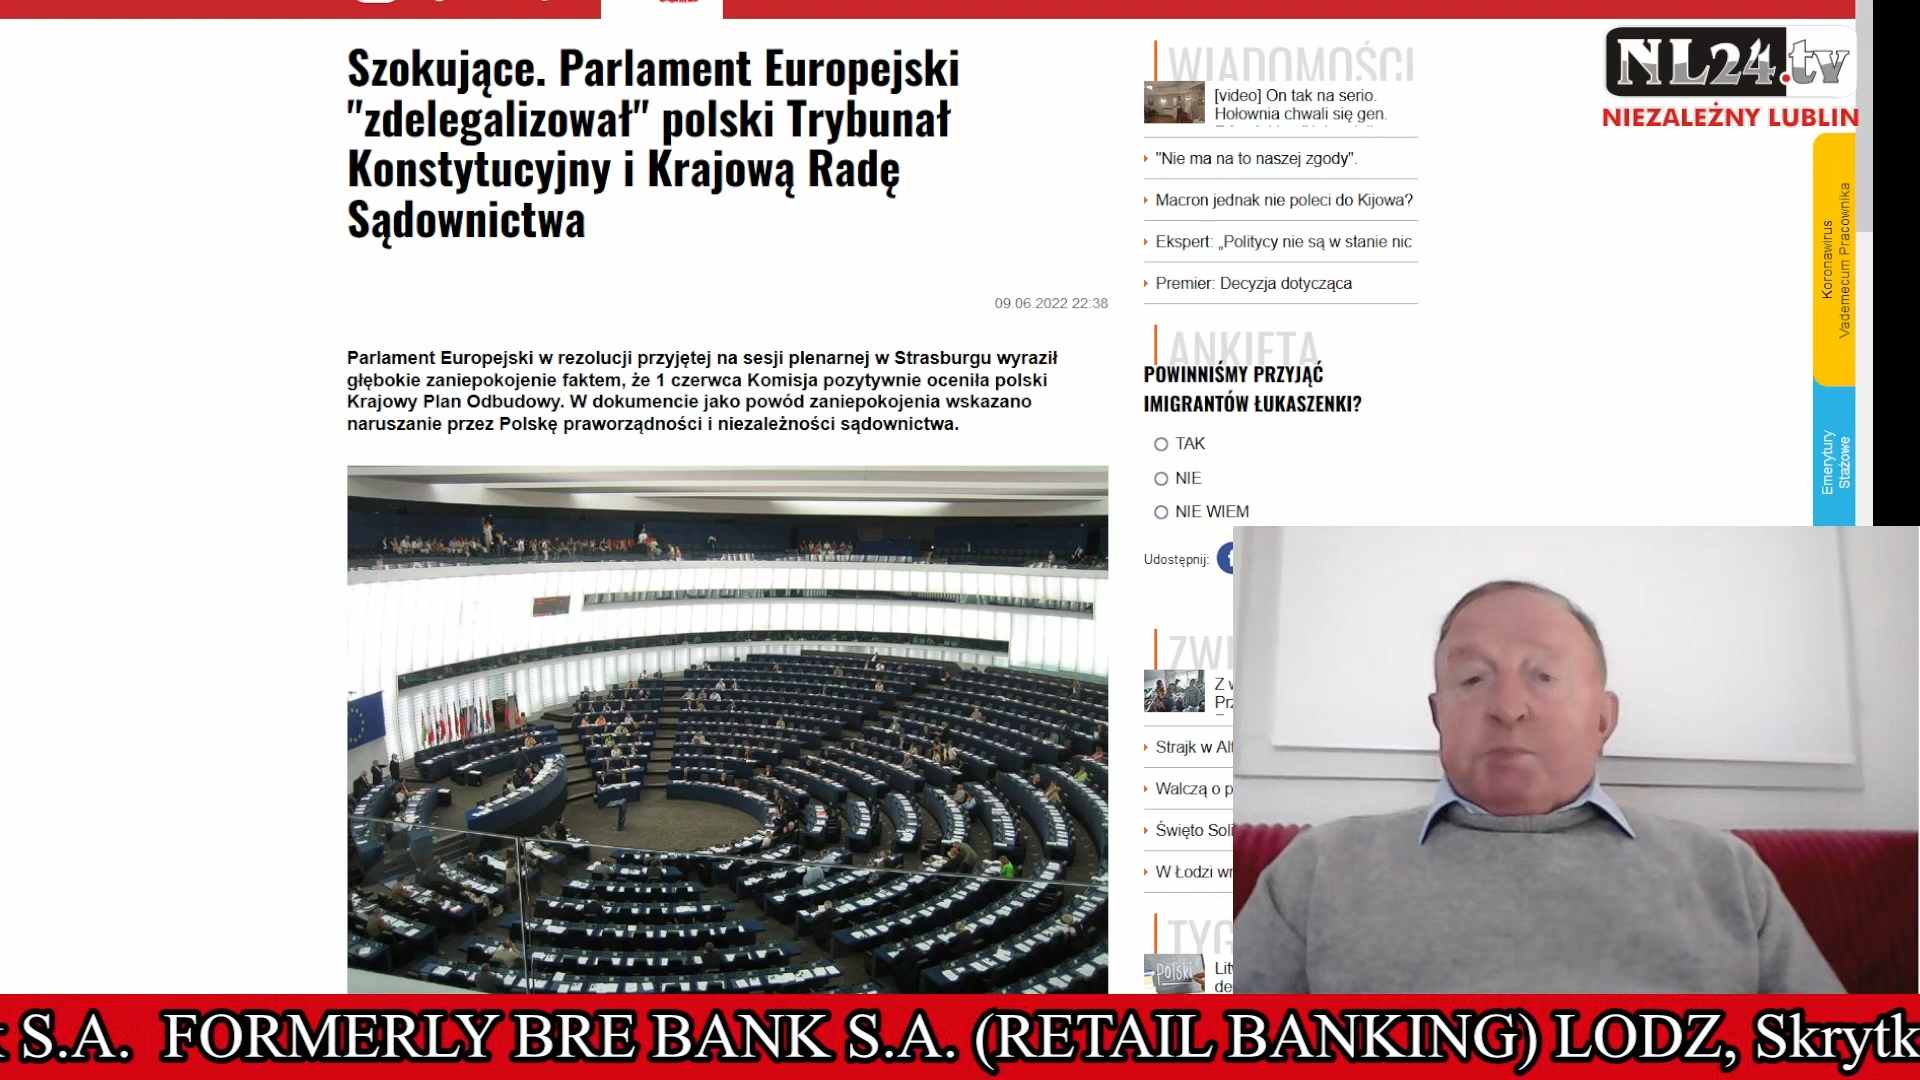 Szokujące. Parlament Europejski
"zdelegalizował" polski Trybunał
Konstytucyjny i Krajową Radę
Sądownictwa
09.06.2022 22:38
Parlament Europejski w rezolucji przyjętej na sesji plenarnej w Strasburgu wyraził
głębokie zaniepokojenie faktem, że 1 czerwca Komisja pozytywnie oceniła polski
Krajowy Plan Odbudowy. W dokumencie jako powód zaniepokojenia wskazano
naruszanie przez Polskę praworządności i niezależności sądownictwa.
WIADOMOŚCI
[video] On tak na serio.
Hołownia chwali się gen.
"Nie ma na to naszej zgody".
Macron jednak nie poleci do Kijowa?
Ekspert: „Politycy nie są w stanie nic
Premier: Decyzja dotycząca
ANKIETA
POWINNIŚMY PRZYJĄĆ
IMIGRANTÓW ŁUKASZENKI?
TAK
NIE
NIE WIEM
Udostępnij:
Strajk w
Walczą o
Święto
W Łodzi
Polski
NL24.tv
NIEZALEŻNY LUBLIN
Koronawirus
Vademecum Pracownika
Emerytury
Stażowe
S.A. FORMERLY BRE BANK S.A. (RETAIL BANKING) LODZ, Skrytk